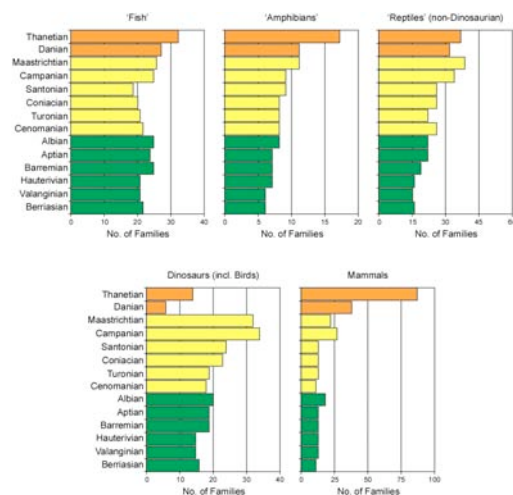 'Fish'
'Amphibians'
'Reptiles' (non-Dinosaurian)
Thanetian
Danian
Maastrichtian
Campanian
Santonian
Coniacian
Turonian
Cenomanian
Albian
Aptian
Barremian
Hauterivian
Valanginian
Berriasian
0 10 20 30 40
0 5 10 15 20
0 15 30 45 60
No. of Families
No. of Families
No. of Families
Dinosaurs (incl. Birds)
Mammals
Thanetian
Danian
Maastrichtian
Campanian
Santonian
Coniacian
Turonian
Cenomanian
Albian
Aptian
Barremian
Hauterivian
Valanginian
Berriasian
0 10 20 30 40
0 25 50 75 100
No. of Families
No. of Families